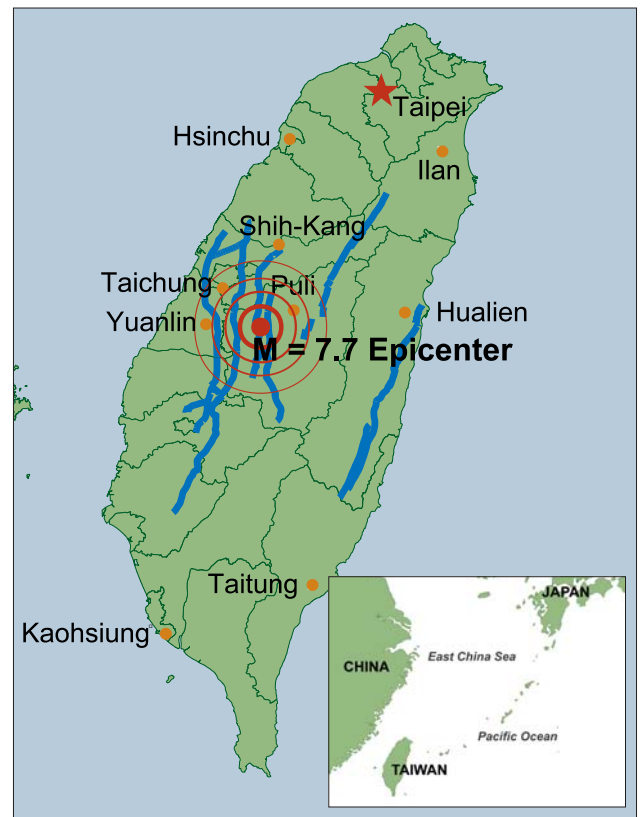 Taipei
Hsinchu
Ilan
Shih-Kang
Taichung
Puli
Yuanlin
Hualien
M = 7.7 Epicenter
Taitung
Kaohsiung
JAPAN
East China Sea
CHINA
Pacific Ocean
TAIWAN